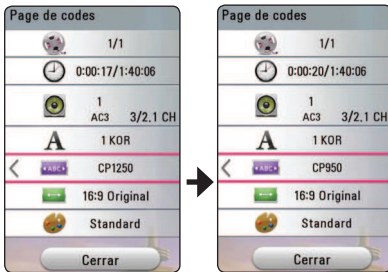 Page de codes
1/1
0:00:17/1:40:06
1
AC3 3/2.1 CH
A 1 KOR
ABC CP1250
16:9 Original
Standard
Cerrar
Page de codes
1/1
0:00:20/1:40:06
1
AC3 3/2.1 CH
A 1 KOR
ABC CP950
16:9 Original
Standard
Cerrar